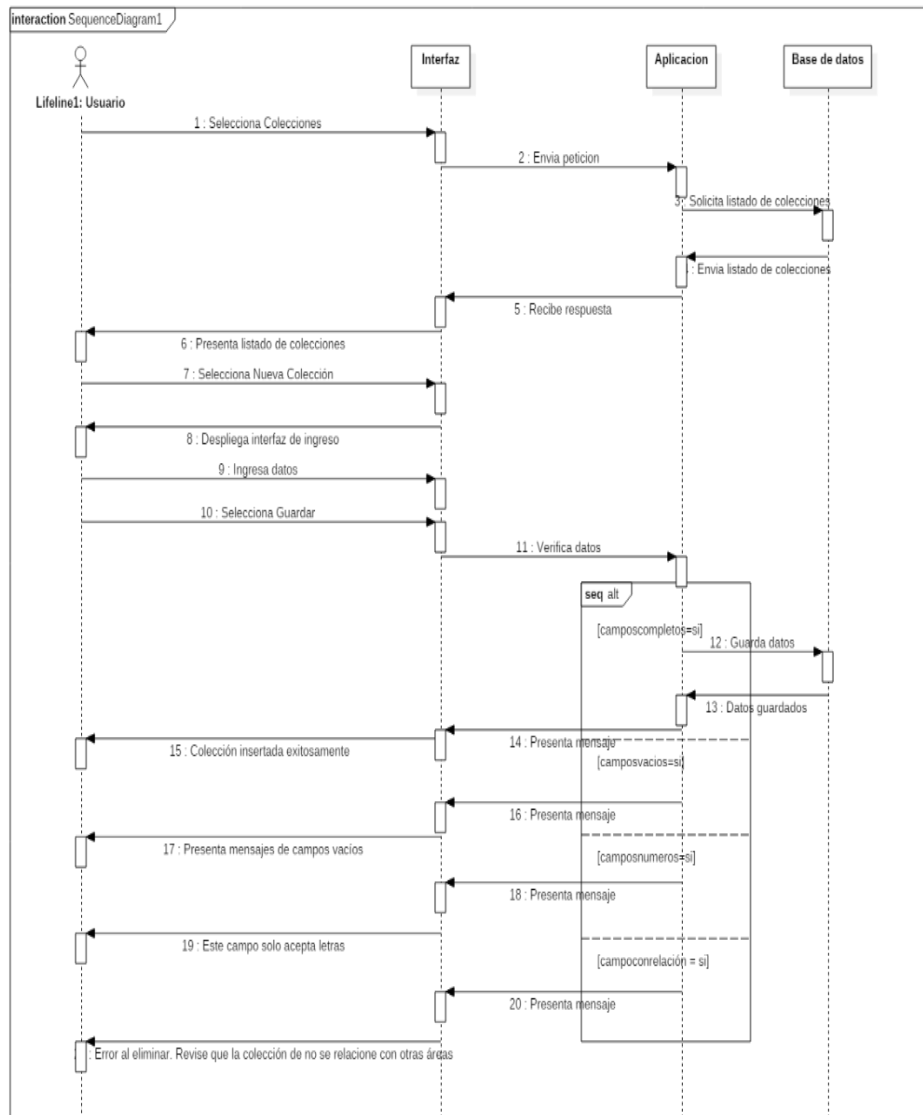 interaction SequenceDiagram1
Interfaz
Aplicacion
Base de datos
Lifeline1: Usuario
1 : Selecciona Colecciones
2 : Envia peticion
3 : Solicita listado de colecciones
: Envia listado de colecciones
5 : Recibe respuesta
6 : Presenta listado de colecciones
7 : Selecciona Nueva Colección
8 : Despliega interfaz de ingreso
9 : Ingresa datos
10 : Selecciona Guardar
11 : Verifica datos
seq alt
[camposcompletos=si]
12 : Guarda datos
13 : Datos guardados
14 : Presenta mensaje
15 : Colección insertada exitosamente
[camposvacios=si]
16 : Presenta mensaje
17 : Presenta mensajes de campos vacíos
[camposnumeros=si]
18 : Presenta mensaje
19 : Este campo solo acepta letras
[campoconrelación = si]
20 : Presenta mensaje
: Error al eliminar. Revise que la colección de no se relacione con otras áreas